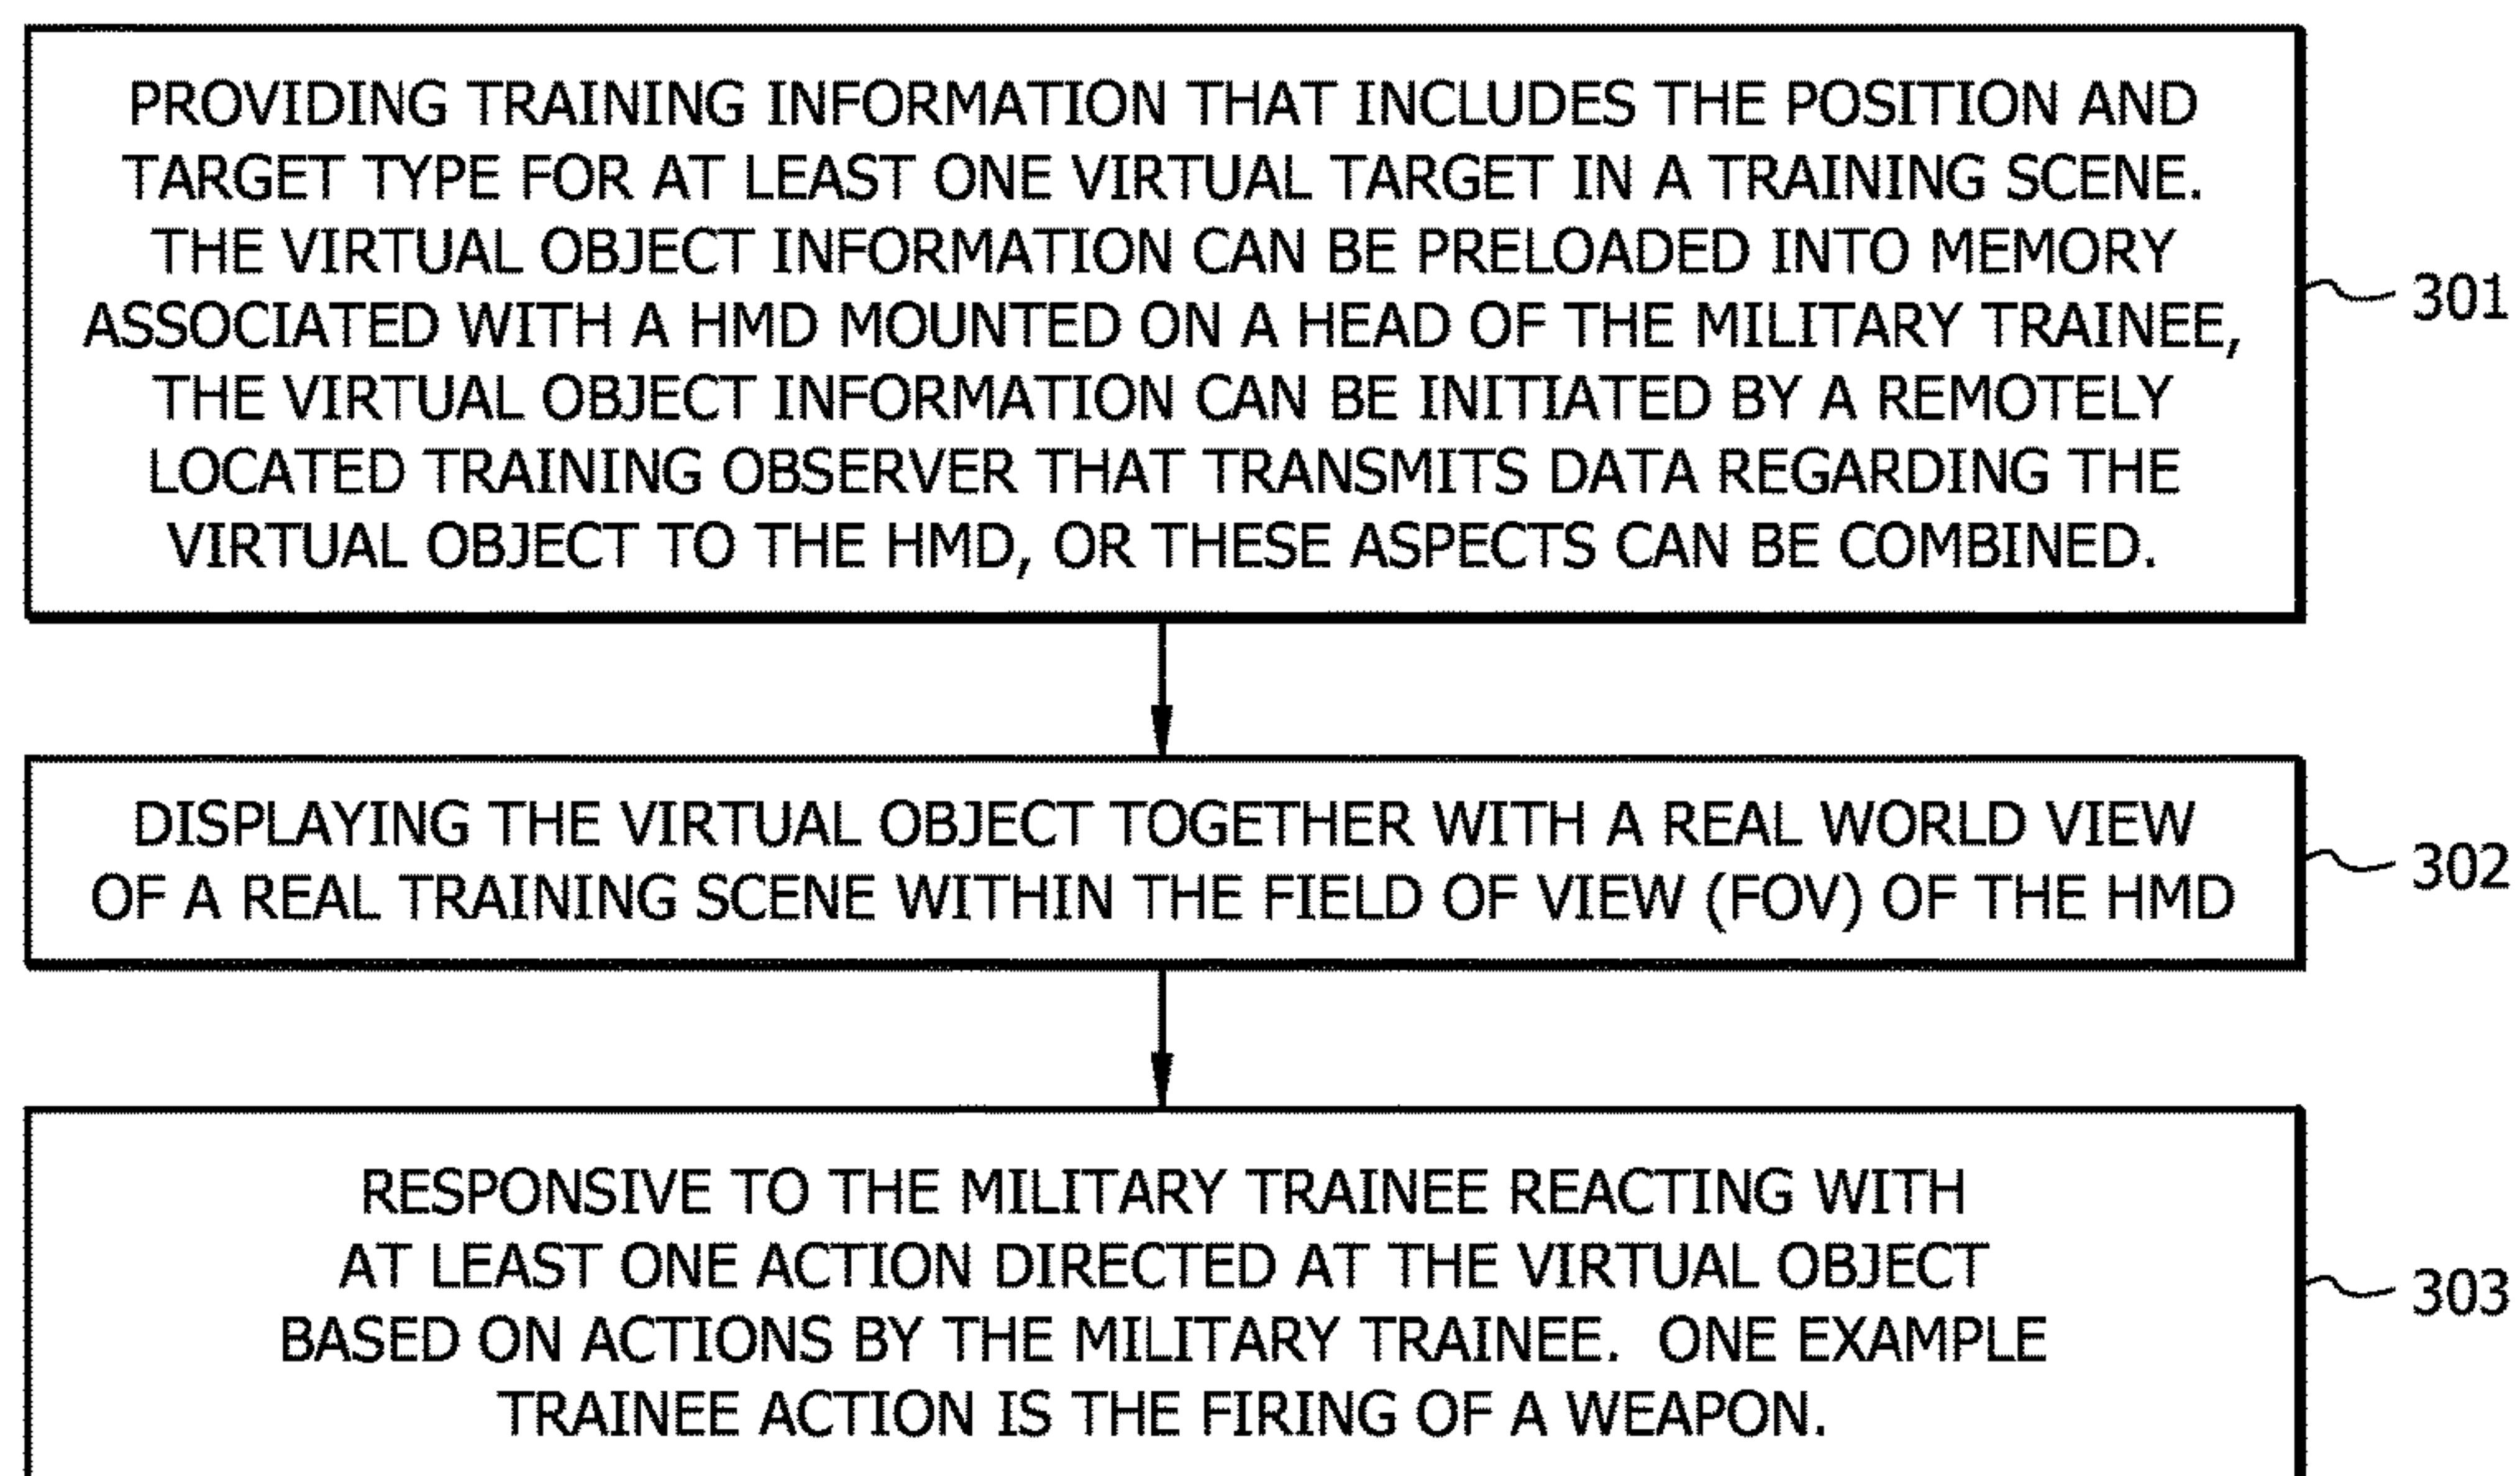 PROVIDING TRAINING INFORMATION THAT INCLUDES THE POSITION AND
TARGET TYPE FOR AT LEAST ONE VIRTUAL TARGET IN A TRAINING SCENE.
THE VIRTUAL OBJECT INFORMATION CAN BE PRELOADED INTO MEMORY
ASSOCIATED WITH A HMD MOUNTED ON A HEAD OF THE MILITARY TRAINEE,
THE VIRTUAL OBJECT INFORMATION CAN BE INITIATED BY A REMOTELY
LOCATED TRAINING OBSERVER THAT TRANSMITS DATA REGARDING THE
VIRTUAL OBJECT TO THE HMD, OR THESE ASPECTS CAN BE COMBINED.
301
DISPLAYING THE VIRTUAL OBJECT TOGETHER WITH A REAL WORLD VIEW
OF A REAL TRAINING SCENE WITHIN THE FIELD OF VIEW (FOV) OF THE HMD
302
RESPONSIVE TO THE MILITARY TRAINEE REACTING WITH
AT LEAST ONE ACTION DIRECTED AT THE VIRTUAL OBJECT
BASED ON ACTIONS BY THE MILITARY TRAINEE. ONE EXAMPLE
TRAINEE ACTION IS THE FIRING OF A WEAPON.
303